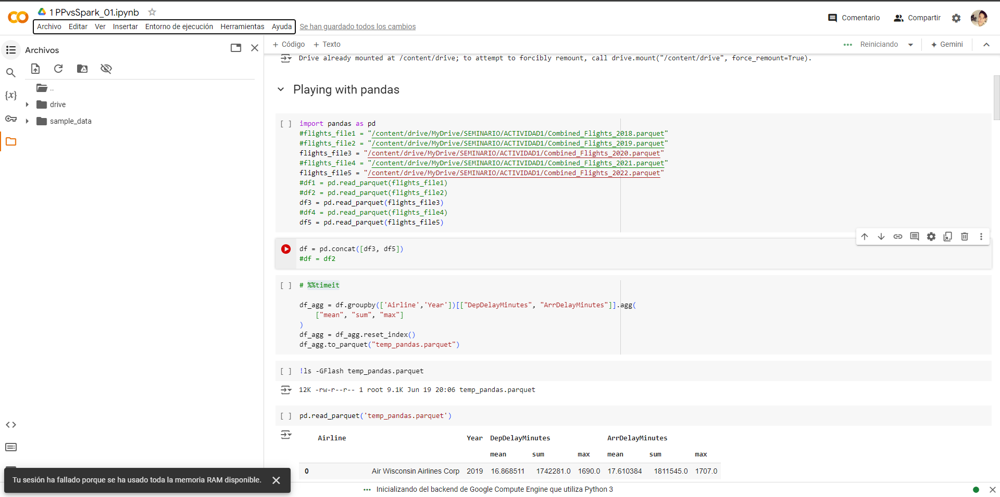 1 PPvsSpark_01.ipynb
Archivo Editar Ver Insertar Entorno de ejecución Herramientas Ayuda Se han guardado todos los cambios
Comentario Compartir
Archivos
+ Código + Texto
Reiniciando Gemini
..
drive
sample_data
{x}
Drive already mounted at /content/drive; to attempt to forcibly remount, call drive.mount("/content/drive", force_remount=True).
Playing with pandas
[ ] import pandas as pd
#flights_file1 = "/content/drive/MyDrive/SEMINARIO/ACTIVIDAD1/Combined_Flights_2018.parquet"
#flights_file2 = "/content/drive/MyDrive/SEMINARIO/ACTIVIDAD1/Combined_Flights_2019.parquet"
flights_file3 = "/content/drive/MyDrive/SEMINARIO/ACTIVIDAD1/Combined_Flights_2020.parquet"
#flights_file4 = "/content/drive/MyDrive/SEMINARIO/ACTIVIDAD1/Combined_Flights_2021.parquet"
flights_file5 = "/content/drive/MyDrive/SEMINARIO/ACTIVIDAD1/Combined_Flights_2022.parquet"
#df1 = pd.read_parquet(flights_file1)
#df2 = pd.read_parquet(flights_file2)
df3 = pd.read_parquet(flights_file3)
#df4 = pd.read_parquet(flights_file4)
df5 = pd.read_parquet(flights_file5)
df = pd.concat([df3, df5])
#df = df2
[ ] # %%timeit
df_agg = df.groupby(['Airline','Year'])[["DepDelayMinutes", "ArrDelayMinutes"]].agg(
["mean", "sum", "max"]
)
df_agg = df_agg.reset_index()
df_agg.to_parquet("temp_pandas.parquet")
[ ] !ls -GFlash temp_pandas.parquet
12K -rw-r--r-- 1 root 9.1K Jun 19 20:06 temp_pandas.parquet
[ ] pd.read_parquet('temp_pandas.parquet')
Airline Year DepDelayMinutes ArrDelayMinutes
mean sum max mean sum max
0 Air Wisconsin Airlines Corp 2019 16.868511 1742281.0 1690.0 17.610384 1811545.0 1707.0
Tu sesión ha fallado porque se ha usado toda la memoria RAM disponible.
Inicializando del backend de Google Compute Engine que utiliza Python 3